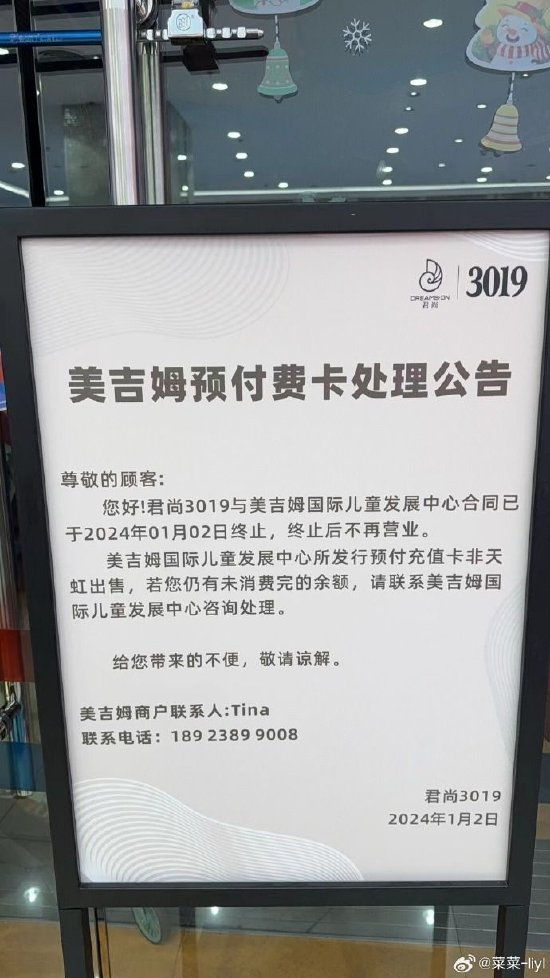 DREAMS·ON
君尚
3019
美吉姆预付费卡处理公告
尊敬的顾客:
您好!君尚3019与美吉姆国际儿童发展中心合同已
于2024年01月02日终止，终止后不再营业。
美吉姆国际儿童发展中心所发行预付充值卡非天
虹出售，若您仍有未消费完的余额，请联系美吉姆国
际儿童发展中心咨询处理。
给您带来的不便，敬请谅解。
美吉姆商户联系人:Tina
联系电话：189 2389 9008
君尚3019
2024年1月2日
@菜菜-liyl